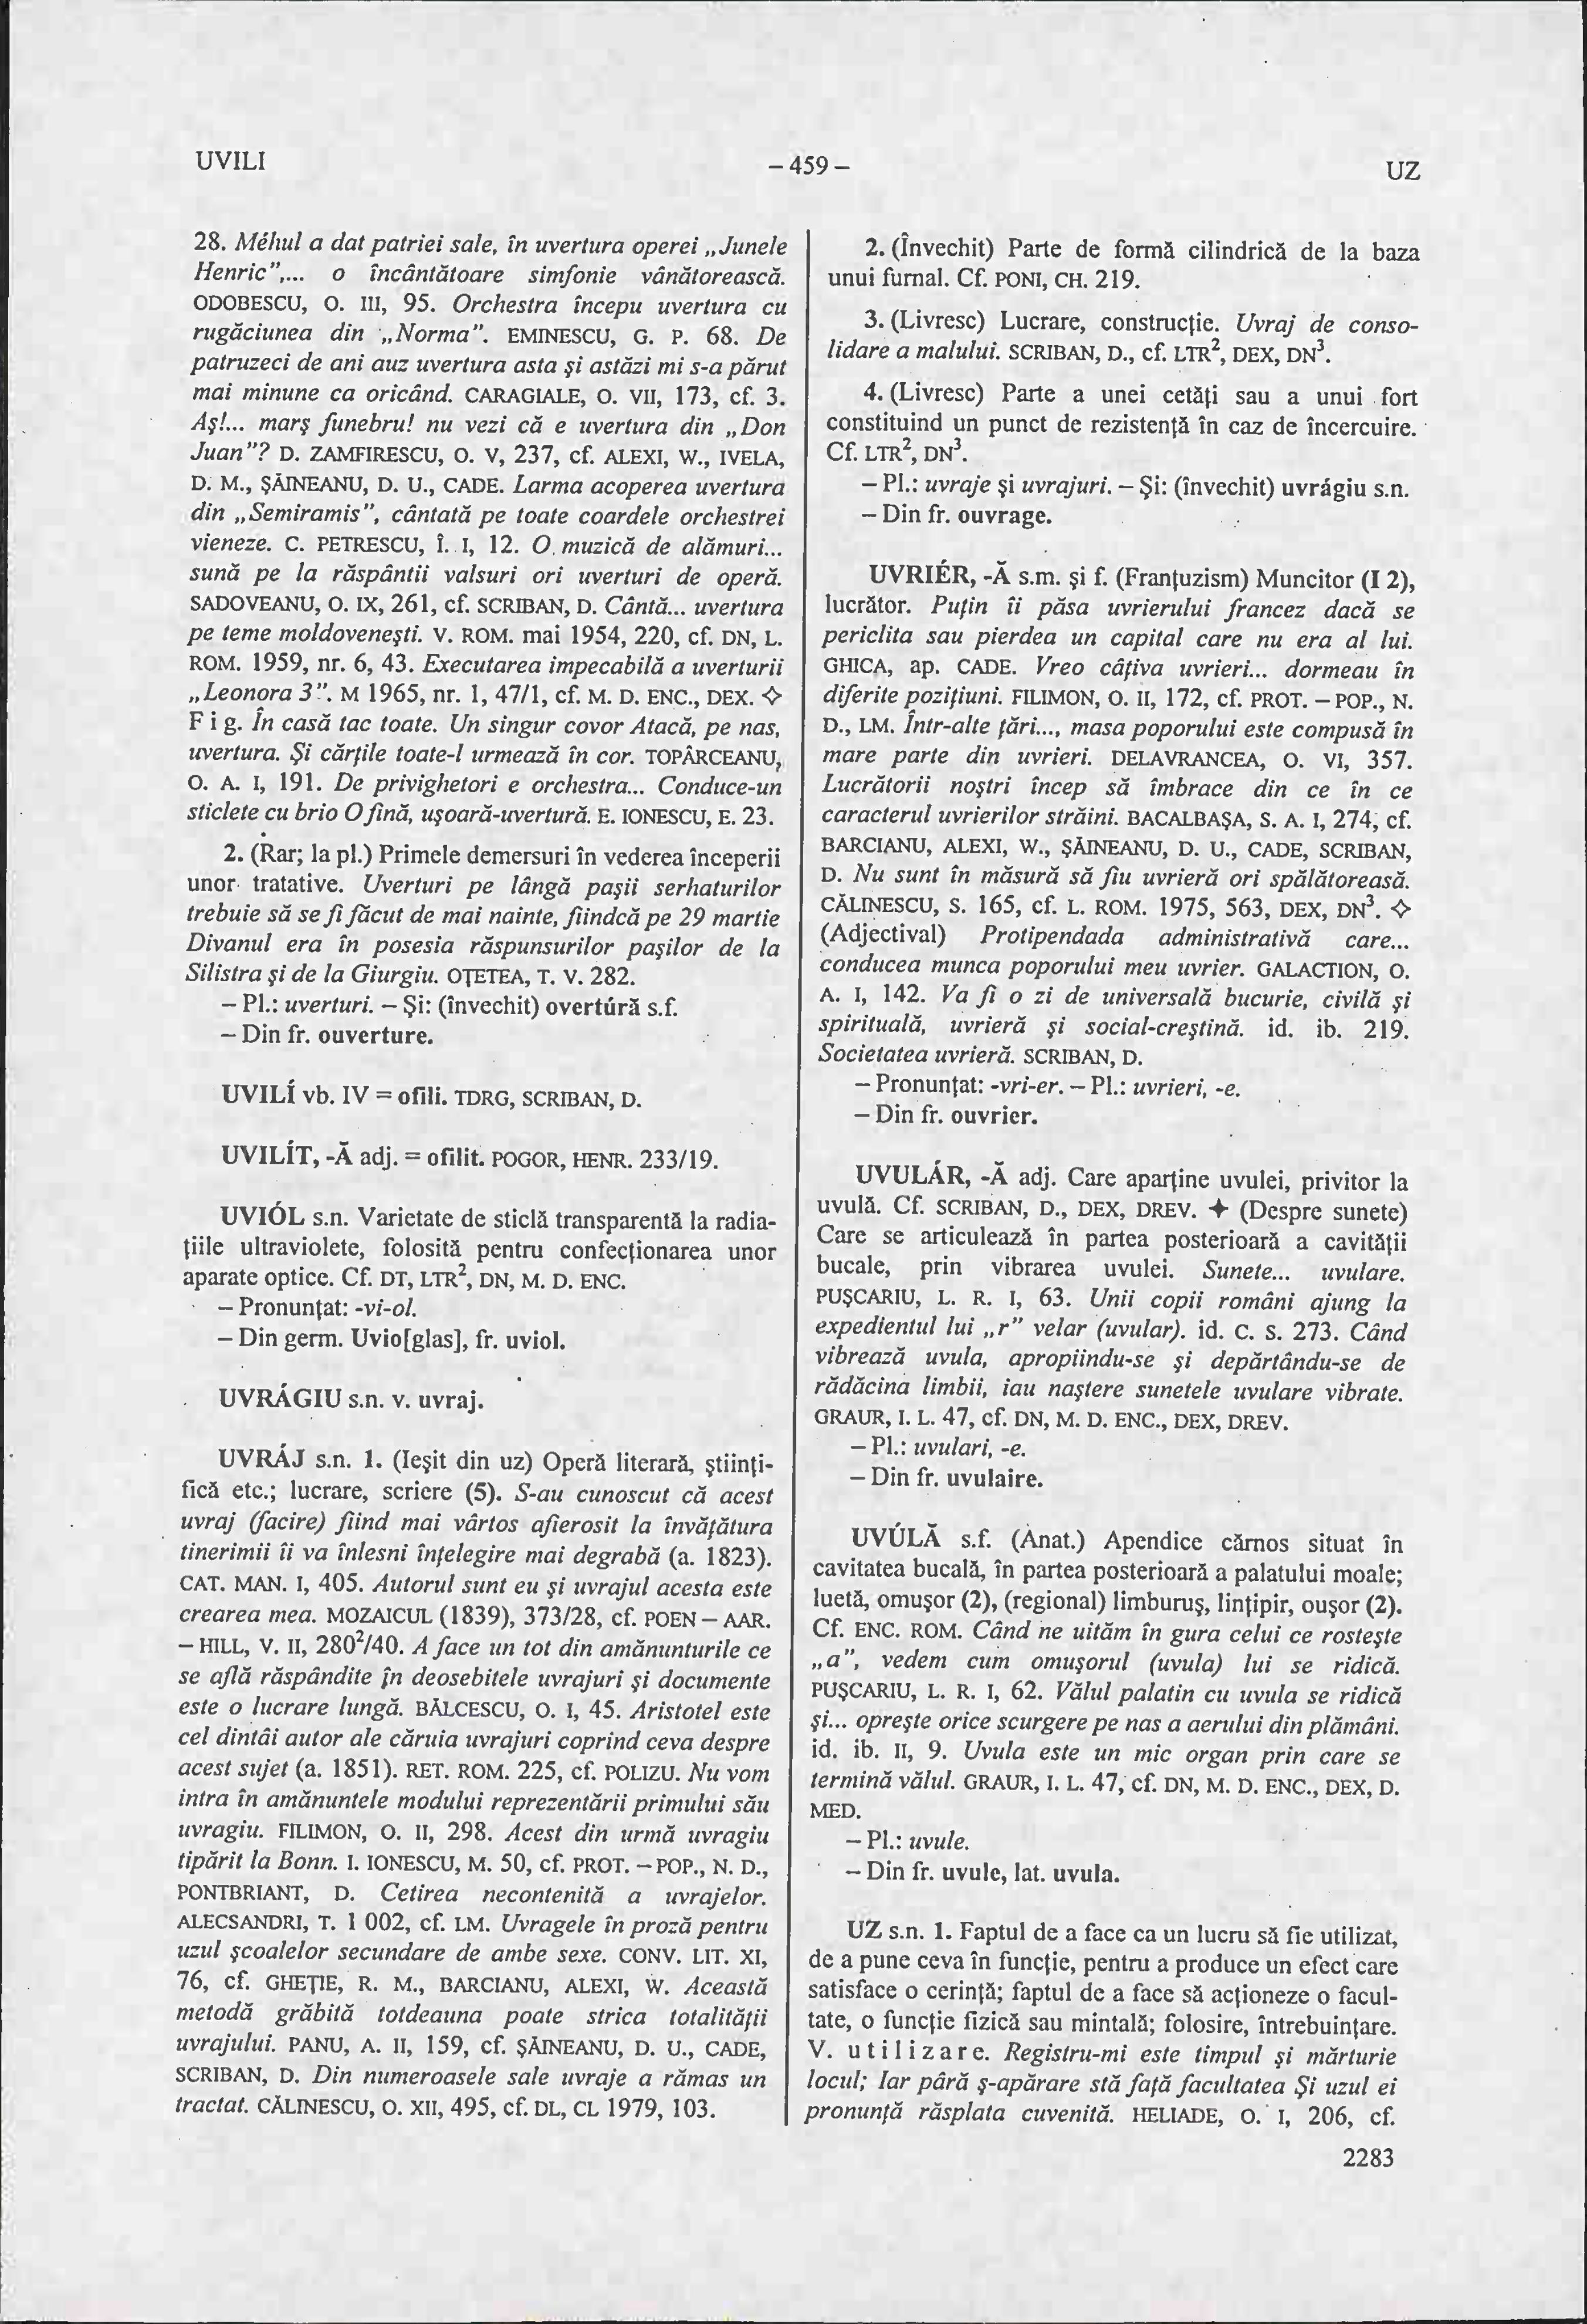 UVILI
– 459 –
UZ
28. Méhul a dat patriei sale, în uvertura operei „Junele
Henric”,... o încântătoare simfonie vânătorească.
ODOBESCU, O. III, 95. Orchestra începu uvertura cu
rugăciunea din „Norma”. EMINESCU, G. P. 68. De
patruzeci de ani auz uvertura asta şi astăzi mi s-a părut
mai minune ca oricând. CARAGIALE, O. VII, 173, cf. 3.
Aş!... marş funebru! nu vezi că e uvertura din „Don
Juan”? D. ZAMFIRESCU, O. V, 237, cf. ALEXI, W., IVELA,
D. M., ŞĂINEANU, D. U., CADE. Larma acoperea uvertura
din „Semiramis”, cântată pe toate coardele orchestrei
vieneze. C. PETRESCU, Î. I, 12. O muzică de alămuri...
sună pe la răspântii valsuri ori uverturi de operă.
SADOVEANU, O. IX, 261, cf. SCRIBAN, D. Cântă... uvertura
pe teme moldoveneşti. V. ROM. mai 1954, 220, cf. DN, L.
ROM. 1959, nr. 6, 43. Executarea impecabilă a uverturii
„Leonora 3”. M 1965, nr. 1, 47/1, cf. M. D. ENC., DEX. ◇
F i g. În casă tac toate. Un singur covor Atacă, pe nas,
uvertura. Şi cărţile toate-l urmează în cor. TOPÂRCEANU,
O. A. I, 191. De privighetori e orchestra... Conduce-un
sticlete cu brio O fină, uşoară-uvertură. E. IONESCU, E. 23.
2. (Rar; la pl.) Primele demersuri în vederea începerii
unor tratative. Uverturi pe lângă paşii serhaturilor
trebuie să se fi făcut de mai nainte, fiindcă pe 29 martie
Divanul era în posesia răspunsurilor paşilor de la
Silistra şi de la Giurgiu. OŢETEA, T. V. 282.
– Pl.: uverturi. – Şi: (învechit) overtúră s.f.
– Din fr. ouverture.
UVILÍ vb. IV = ofili. TDRG, SCRIBAN, D.
UVILÍT, -Ă adj. = ofilit. POGOR, HENR. 233/19.
UVIÓL s.n. Varietate de sticlă transparentă la radia-
ţiile ultraviolete, folosită pentru confecţionarea unor
aparate optice. Cf. DT, LTR², DN, M. D. ENC.
– Pronunţat: -vi-ol.
– Din germ. Uvio[glas], fr. uviol.
UVRÁGIU s.n. v. uvraj.
UVRÁJ s.n. 1. (Ieşit din uz) Operă literară, ştiinţi-
fică etc.; lucrare, scriere (5). S-au cunoscut că acest
uvraj (facire) fiind mai vârtos afierosit la învăţătura
tinerimii îi va înlesni înţelegire mai degrabă (a. 1823).
CAT. MAN. I, 405. Autorul sunt eu şi uvrajul acesta este
crearea mea. MOZAICUL (1839), 373/28, cf. POEN – AAR.
– HILL, V. II, 280²/40. A face un tot din amănunturile ce
se află răspândite în deosebitele uvrajuri şi documente
este o lucrare lungă. BĂLCESCU, O. I, 45. Aristotel este
cel dintâi autor ale căruia uvrajuri coprind ceva despre
acest sujet (a. 1851). RET. ROM. 225, cf. POLIZU. Nu vom
intra în amănuntele modului reprezentării primului său
uvragiu. FILIMON, O. II, 298. Acest din urmă uvragiu
tipărit la Bonn. I. IONESCU, M. 50, cf. PROT. – POP., N. D.,
PONTBRIANT, D. Cetirea necontenită a uvrajelor.
ALECSANDRI, T. 1 002, cf. LM. Uvragele în proză pentru
uzul şcoalelor secundare de ambe sexe. CONV. LIT. XI,
76, cf. GHEŢIE, R. M., BARCIANU, ALEXI, W. Această
metodă grăbită totdeauna poate strica totalităţii
uvrajului. PANU, A. II, 159, cf. ŞĂINEANU, D. U., CADE,
SCRIBAN, D. Din numeroasele sale uvraje a rămas un
tractat. CĂLINESCU, O. XII, 495, cf. DL, CL 1979, 103.
2. (Învechit) Parte de formă cilindrică de la baza
unui furnal. Cf. PONI, CH. 219.
3. (Livresc) Lucrare, construcţie. Uvraj de conso-
lidare a malului. SCRIBAN, D., cf. LTR², DEX, DN³.
4. (Livresc) Parte a unei cetăţi sau a unui fort
constituind un punct de rezistenţă în caz de încercuire.
Cf. LTR², DN³.
– Pl.: uvraje şi uvrajuri. – Şi: (învechit) uvrágiu s.n.
– Din fr. ouvrage.
UVRIÉR, -Ă s.m. şi f. (Franţuzism) Muncitor (I 2),
lucrător. Puţin îi păsa uvrierului francez dacă se
periclita sau pierdea un capital care nu era al lui.
GHICA, ap. CADE. Vreo câţiva uvrieri... dormeau în
diferite poziţiuni. FILIMON, O. II, 172, cf. PROT. – POP., N.
D., LM. Într-alte ţări..., masa poporului este compusă în
mare parte din uvrieri. DELAVRANCEA, O. VI, 357.
Lucrătorii noştri încep să îmbrace din ce în ce
caracterul uvrierilor străini. BACALBAŞA, S. A. I, 274, cf.
BARCIANU, ALEXI, W., ŞĂINEANU, D. U., CADE, SCRIBAN,
D. Nu sunt în măsură să fiu uvrieră ori spălătoreasă.
CĂLINESCU, S. 165, cf. L. ROM. 1975, 563, DEX, DN³. ◇
(Adjectival) Protipendada administrativă care...
conducea munca poporului meu uvrier. GALACTION, O.
A. I, 142. Va fi o zi de universală bucurie, civilă şi
spirituală, uvrieră şi social-creştină. id. ib. 219.
Societatea uvrieră. SCRIBAN, D.
– Pronunţat: -vri-er. – Pl.: uvrieri, -e.
– Din fr. ouvrier.
UVULÁR, -Ă adj. Care aparţine uvulei, privitor la
uvulă. Cf. SCRIBAN, D., DEX, DREV. ✦ (Despre sunete)
Care se articulează în partea posterioară a cavităţii
bucale, prin vibrarea uvulei. Sunete... uvulare.
PUŞCARIU, L. R. I, 63. Unii copii români ajung la
expedientul lui „r” velar (uvular). id. C. S. 273. Când
vibrează uvula, apropiindu-se şi depărtându-se de
rădăcina limbii, iau naştere sunetele uvulare vibrate.
GRAUR, I. L. 47, cf. DN, M. D. ENC., DEX, DREV.
– Pl.: uvulari, -e.
– Din fr. uvulaire.
UVÚLĂ s.f. (Anat.) Apendice cărnos situat în
cavitatea bucală, în partea posterioară a palatului moale;
luetă, omuşor (2), (regional) limburuş, linţipir, ouşor (2).
Cf. ENC. ROM. Când ne uităm în gura celui ce rosteşte
„a”, vedem cum omuşorul (uvula) lui se ridică.
PUŞCARIU, L. R. I, 62. Vălul palatin cu uvula se ridică
şi... opreşte orice scurgere pe nas a aerului din plămâni.
id. ib. II, 9. Uvula este un mic organ prin care se
termină vălul. GRAUR, I. L. 47, cf. DN, M. D. ENC., DEX, D.
MED.
– Pl.: uvule.
– Din fr. uvule, lat. uvula.
UZ s.n. 1. Faptul de a face ca un lucru să fie utilizat,
de a pune ceva în funcţie, pentru a produce un efect care
satisface o cerinţă; faptul de a face să acţioneze o facul-
tate, o funcţie fizică sau mintală; folosire, întrebuinţare.
V. u t i l i z a r e. Registru-mi este timpul şi mărturie
locul; Iar pâră ş-apărare stă faţă facultatea Şi uzul ei
pronunţă răsplata cuvenită. HELIADE, O. I, 206, cf.
2283